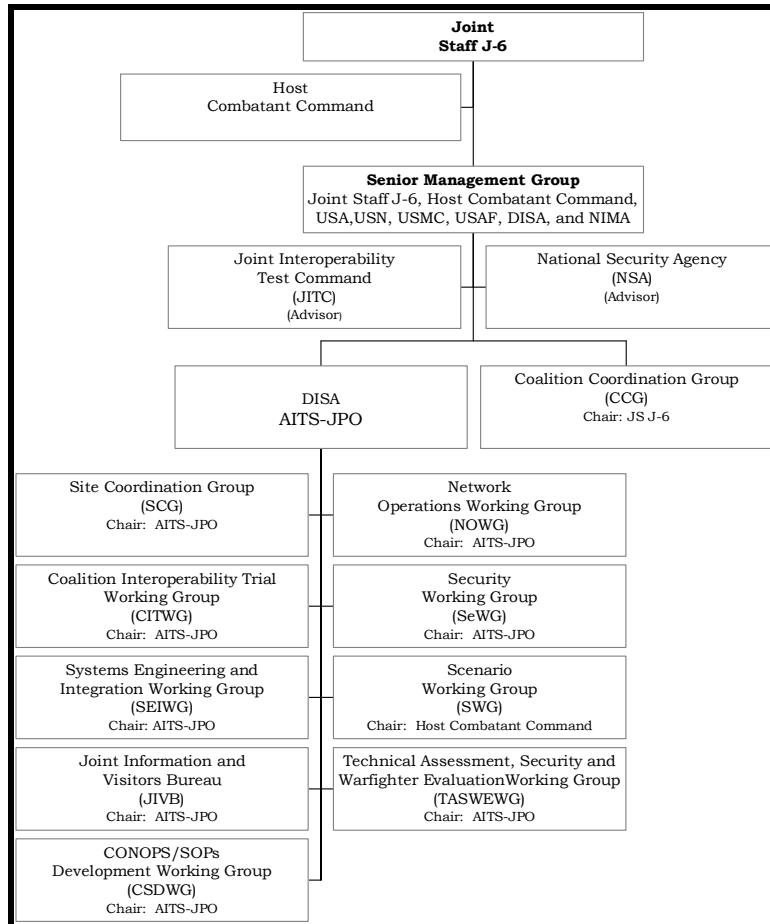 Joint
Staff J-6
Host
Combatant Command
Senior Management Group
Joint Staff J-6, Host Combatant Command,
USA,USN, USMC, USAF, DISA, and NIMA
Joint Interoperability
Test Command
(JITC)
(Advisor)
National Security Agency
(NSA)
(Advisor)
DISA
AITS-JPO
Coalition Coordination Group
(CCG)
Chair: JS J-6
Site Coordination Group
(SCG)
Chair: AITS-JPO
Network
Operations Working Group
(NOWG)
Chair: AITS-JPO
Coalition Interoperability Trial
Working Group
(CITWG)
Chair: AITS-JPO
Security
Working Group
(SeWG)
Chair: AITS-JPO
Systems Engineering and
Integration Working Group
(SEIWG)
Chair: AITS-JPO
Scenario
Working Group
(SWG)
Chair: Host Combatant Command
Joint Information and
Visitors Bureau
(JIVB)
Chair: AITS-JPO
Technical Assessment, Security and
Warfighter EvaluationWorking Group
(TASWEWG)
Chair: AITS-JPO
CONOPS/SOPs
Development Working Group
(CSDWG)
Chair: AITS-JPO